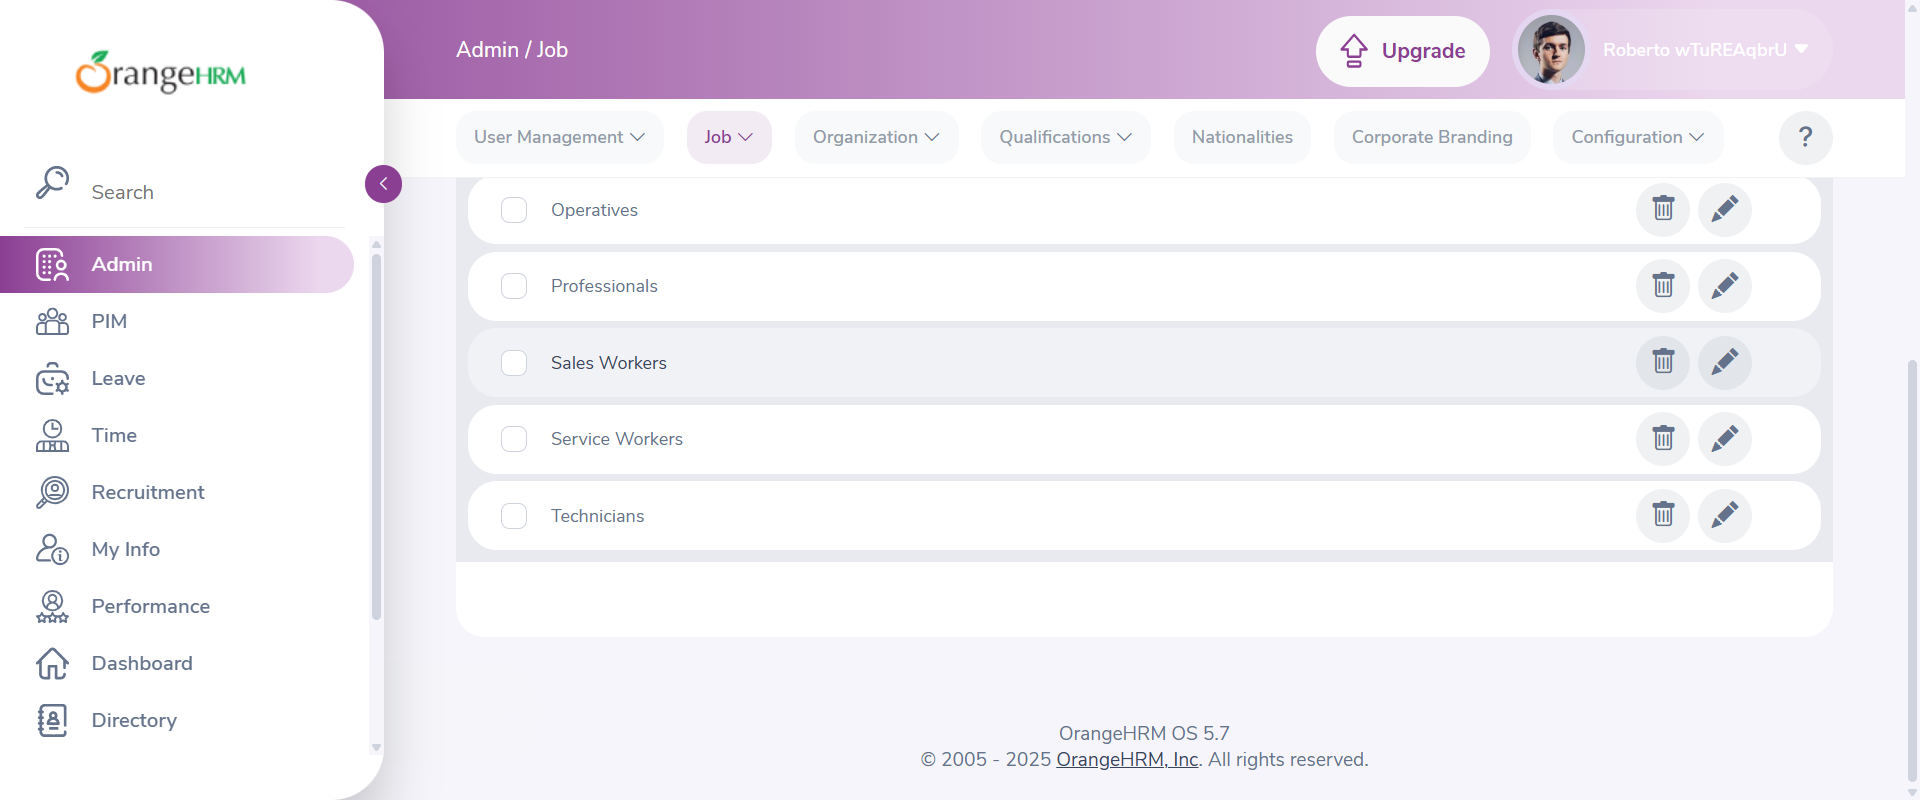 OrangeHRM
Admin / Job
Upgrade
Roberto wTuREAqbrU
User Management
Job
Organization
Qualifications
Nationalities
Corporate Branding
Configuration
?
Search
Admin
PIM
Leave
Time
Recruitment
My Info
Performance
Dashboard
Directory
Operatives
Professionals
Sales Workers
Service Workers
Technicians
OrangeHRM OS 5.7
© 2005 - 2025 OrangeHRM, Inc. All rights reserved.